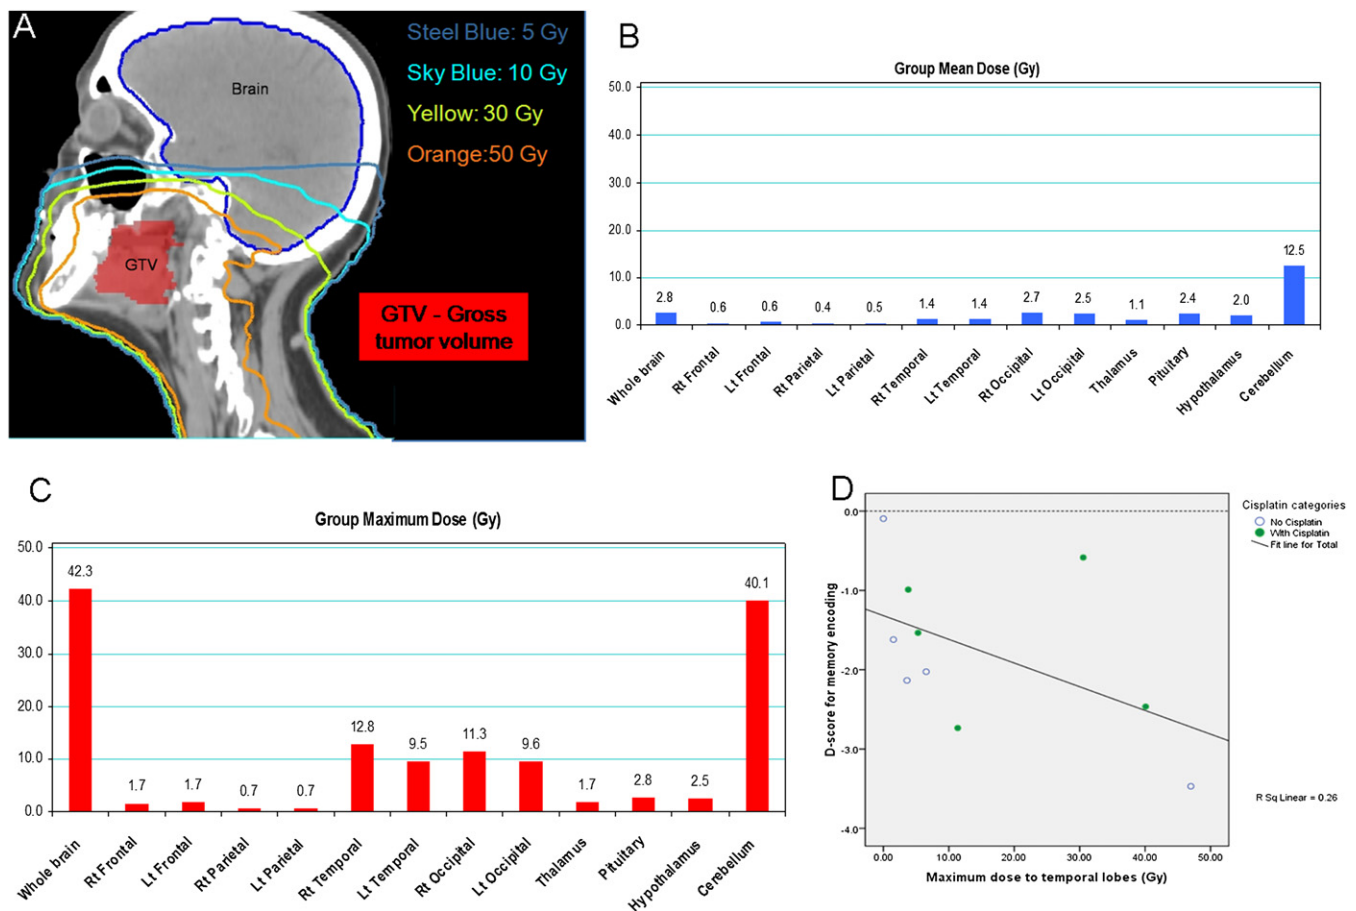 A
Steel Blue: 5 Gy
Sky Blue: 10 Gy
Yellow: 30 Gy
Orange:50 Gy
Brain
GTV
GTV - Gross
tumor volume
B
Group Mean Dose (Gy)
50.0
40.0
30.0
20.0
10.0
0.0
2.8
0.6
0.6
0.4
0.5
1.4
1.4
2.7
2.5
1.1
2.4
2.0
12.5
Whole brain
Rt Frontal
Lt Frontal
Rt Parietal
Lt Parietal
Rt Temporal
Lt Temporal
Rt Occipital
Lt Occipital
Thalamus
Pituitary
Hypothalamus
Cerebellum
C
Group Maximum Dose (Gy)
50.0
40.0
30.0
20.0
10.0
0.0
42.3
1.7
1.7
0.7
0.7
12.8
9.5
11.3
9.6
1.7
2.8
2.5
40.1
Whole brain
Rt Frontal
Lt Frontal
Rt Parietal
Lt Parietal
Rt Temporal
Lt Temporal
Rt Occipital
Lt Occipital
Thalamus
Pituitary
Hypothalamus
Cerebellum
D
Cisplatin categories
No Cisplatin
With Cisplatin
Fit line for Total
D-score for memory encoding
0.0
-1.0
-2.0
-3.0
-4.0
0.00
10.00
20.00
30.00
40.00
50.00
Maximum dose to temporal lobes (Gy)
R Sq Linear = 0.26